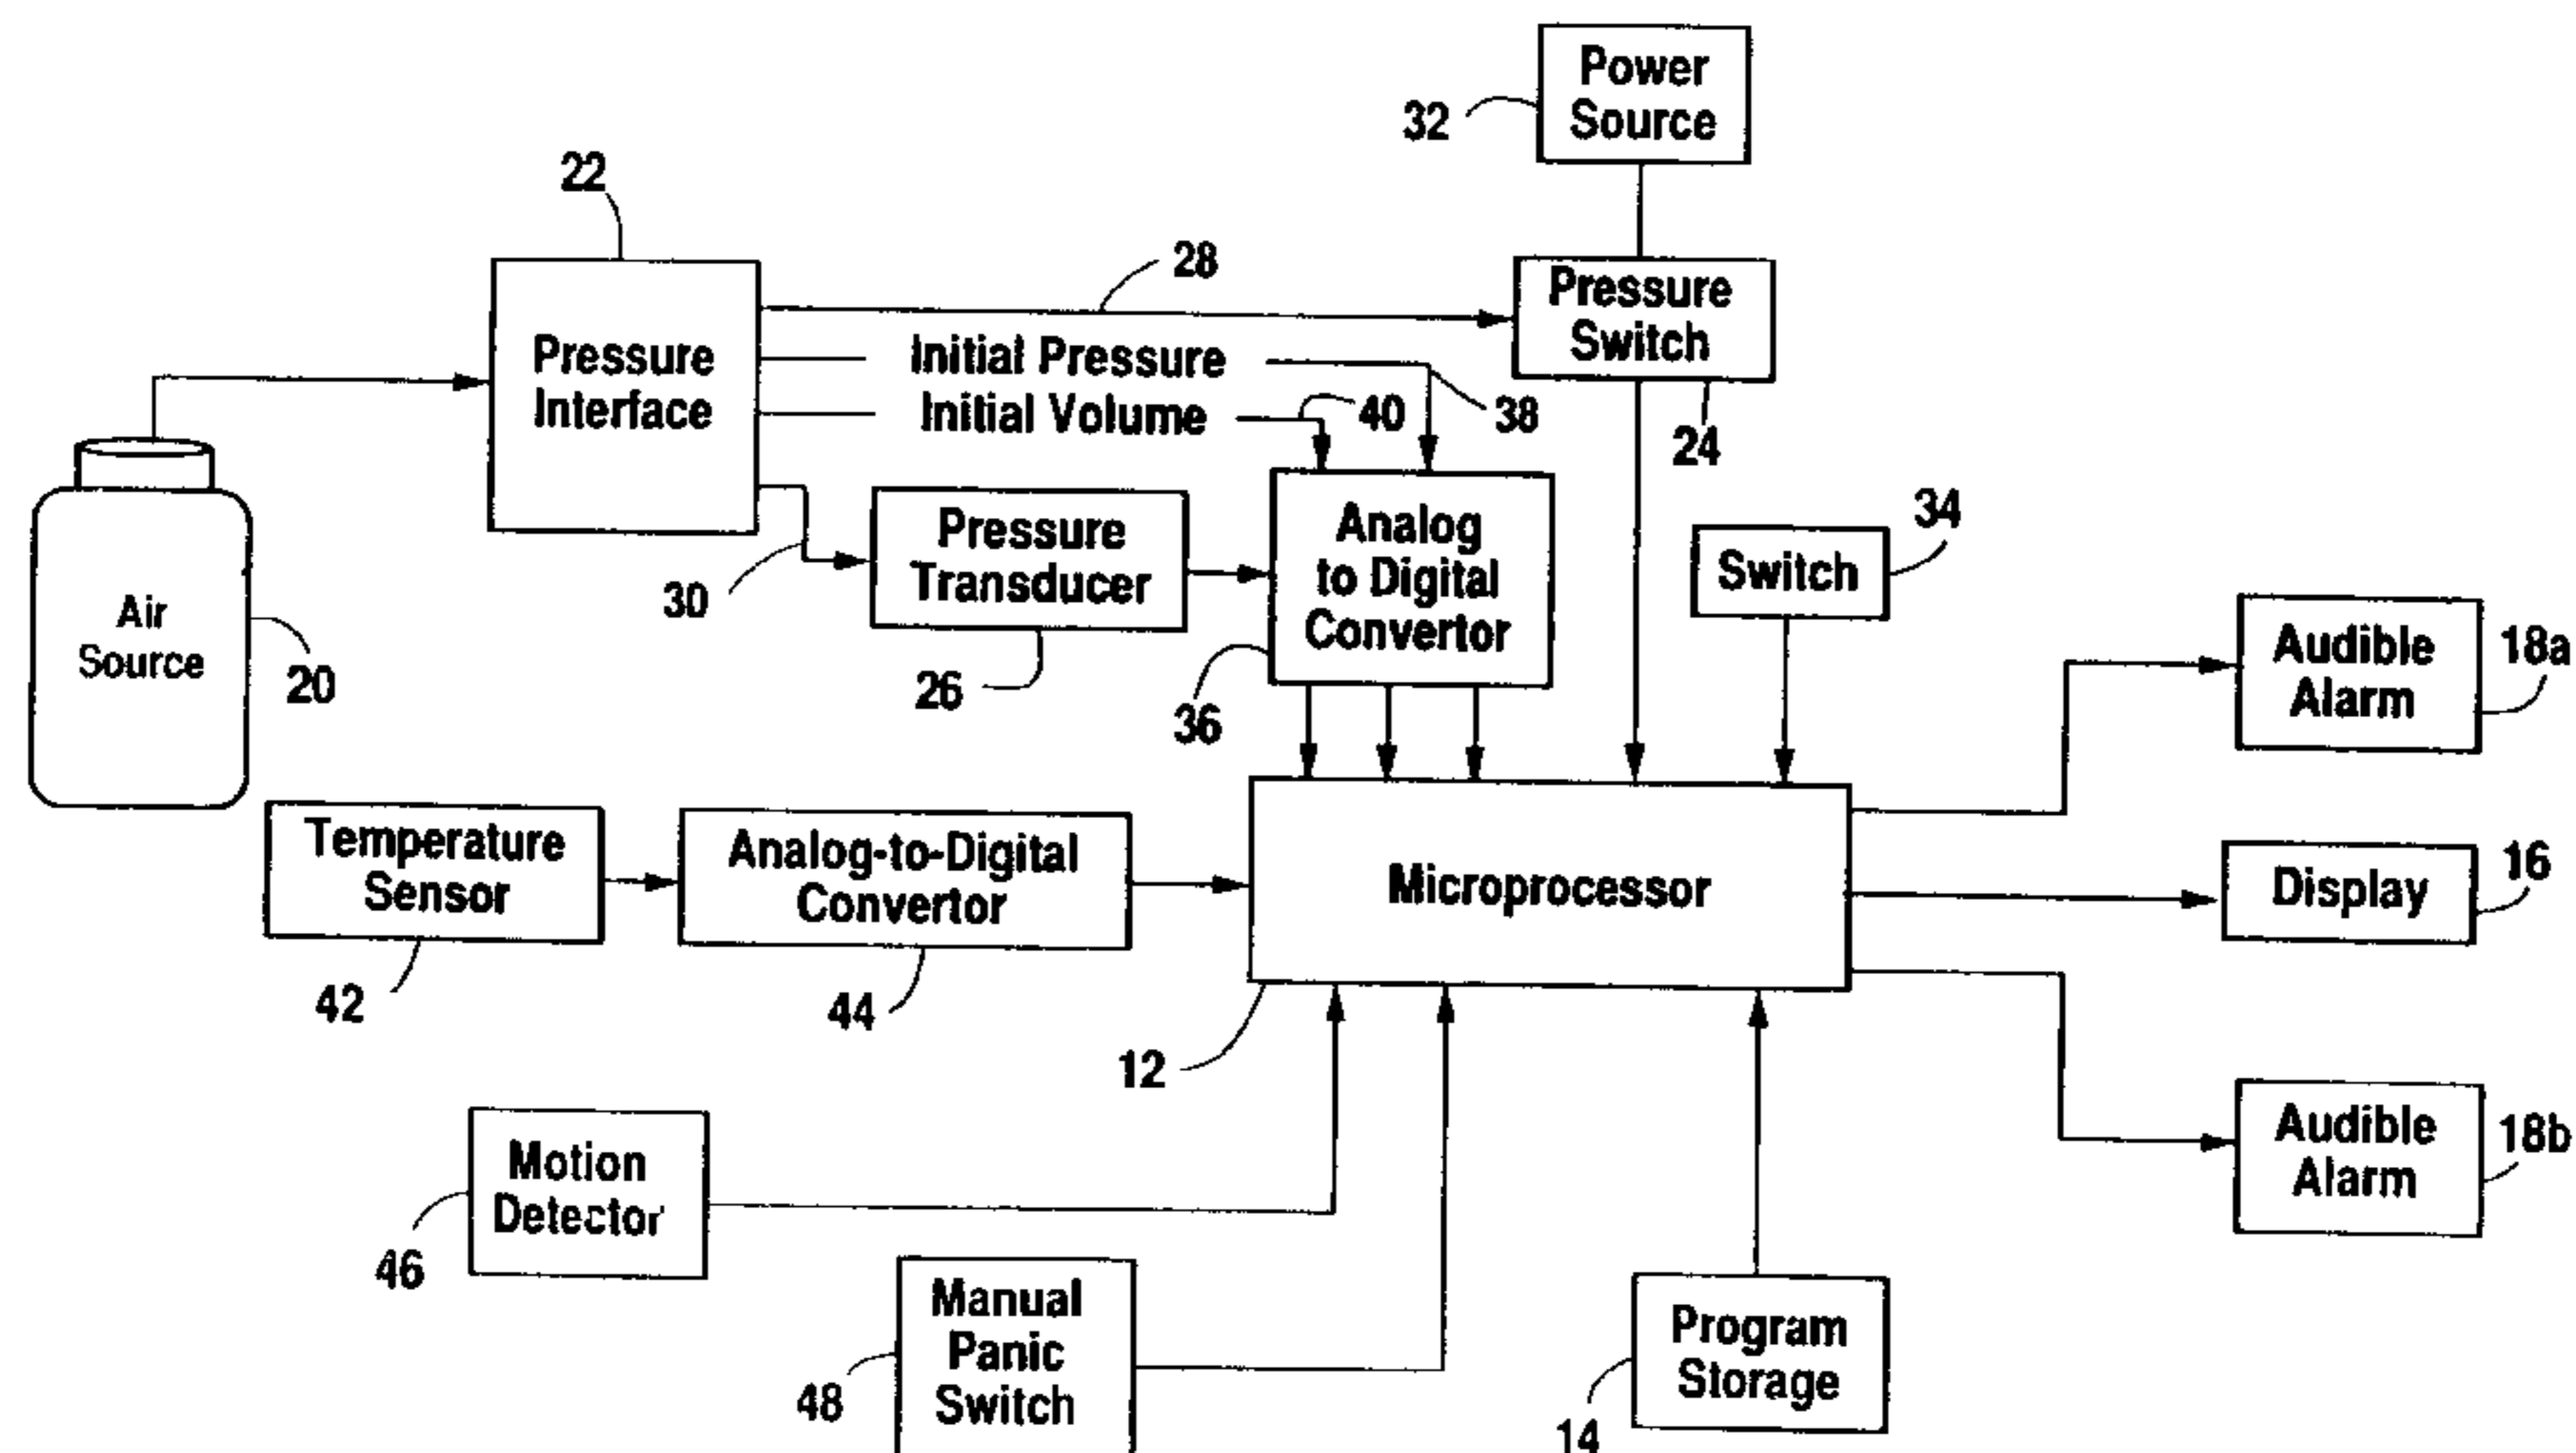 Power
Source
32
22
28
Pressure
Switch
Pressure
Interface
Initial Pressure
Initial Volume
40
38
24
Pressure
Transducer
30
26
Analog
to Digital
Convertor
36
Switch
34
Air
Source
20
Audible
Alarm
18a
Temperature
Sensor
42
Analog-to-Digital
Convertor
44
Microprocessor
12
Display
16
Motion
Detector
46
Audible
Alarm
18b
Manual
Panic
Switch
48
Program
Storage
14